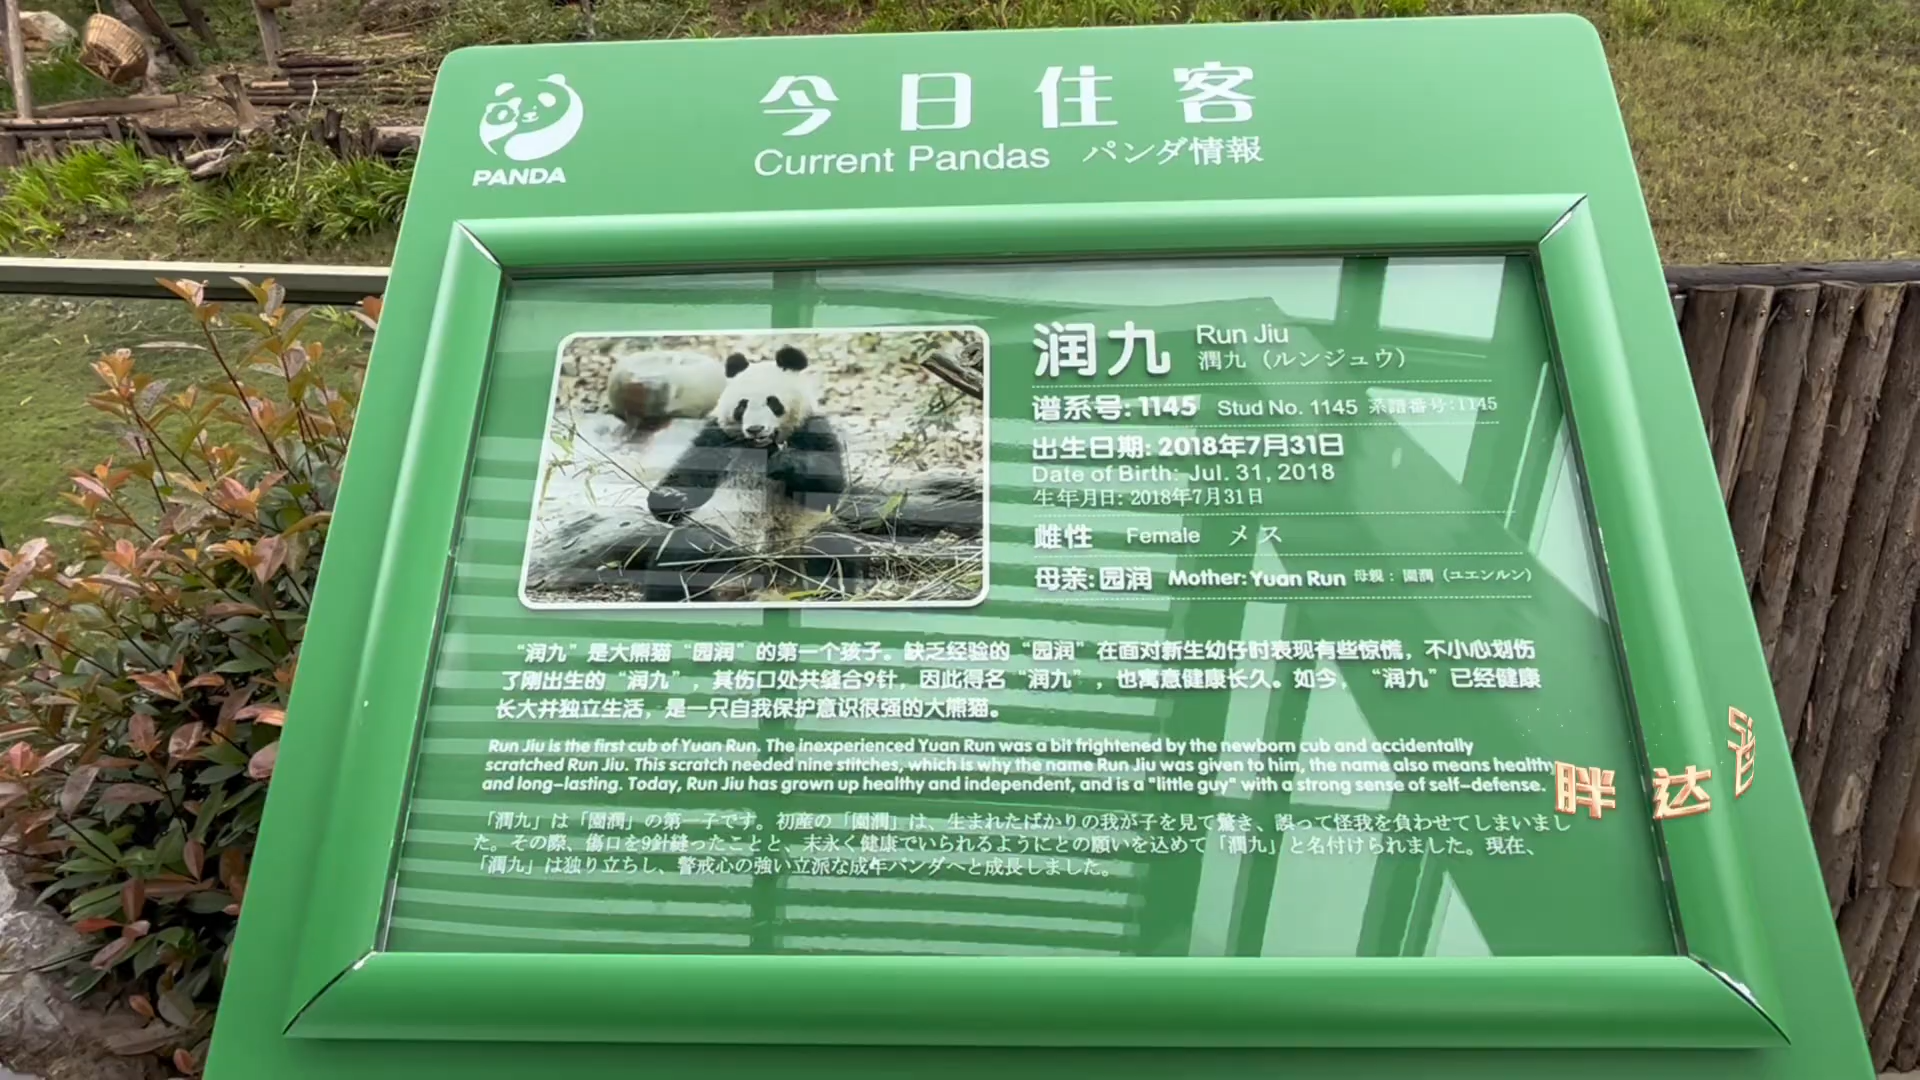 PANDA
今日住客
Current Pandas パンダ情報
润九 Run Jiu
潤九（ルンジュウ）
谱系号: 1145 Stud No. 1145 系譜番号:1145
出生日期: 2018年7月31日
Date of Birth: Jul. 31, 2018
生年月日: 2018年7月31日
雌性 Female メス
母亲: 园润 Mother: Yuan Run 母親：園潤（ユエンルン）
“润九”是大熊猫“园润”的第一个孩子。缺乏经验的“园润”在面对新生幼仔时表现有些惊慌，不小心划伤
了刚出生的“润九”，其伤口处共缝合9针，因此得名“润九”，也寓意健康长久。如今，“润九”已经健康
长大并独立生活，是一只自我保护意识很强的大熊猫。
Run Jiu is the first cub of Yuan Run. The inexperienced Yuan Run was a bit frightened by the newborn cub and accidentally
scratched Run Jiu. This scratch needed nine stitches, which is why the name Run Jiu was given to him, the name also means healthy
and long-lasting. Today, Run Jiu has grown up healthy and independent, and is a "little guy" with a strong sense of self-defense.
「潤九」は「園潤」の第一子です。初産の「園潤」は、生まれたばかりの我が子を見て驚き、誤って怪我を負わせてしまいまし
た。その際、傷口を9針縫ったことと、末永く健康でいられるようにとの願いを込めて「潤九」と名付けられました。現在、
「潤九」は独り立ちし、警戒心の強い立派な成年パンダへと成長しました。
胖 达